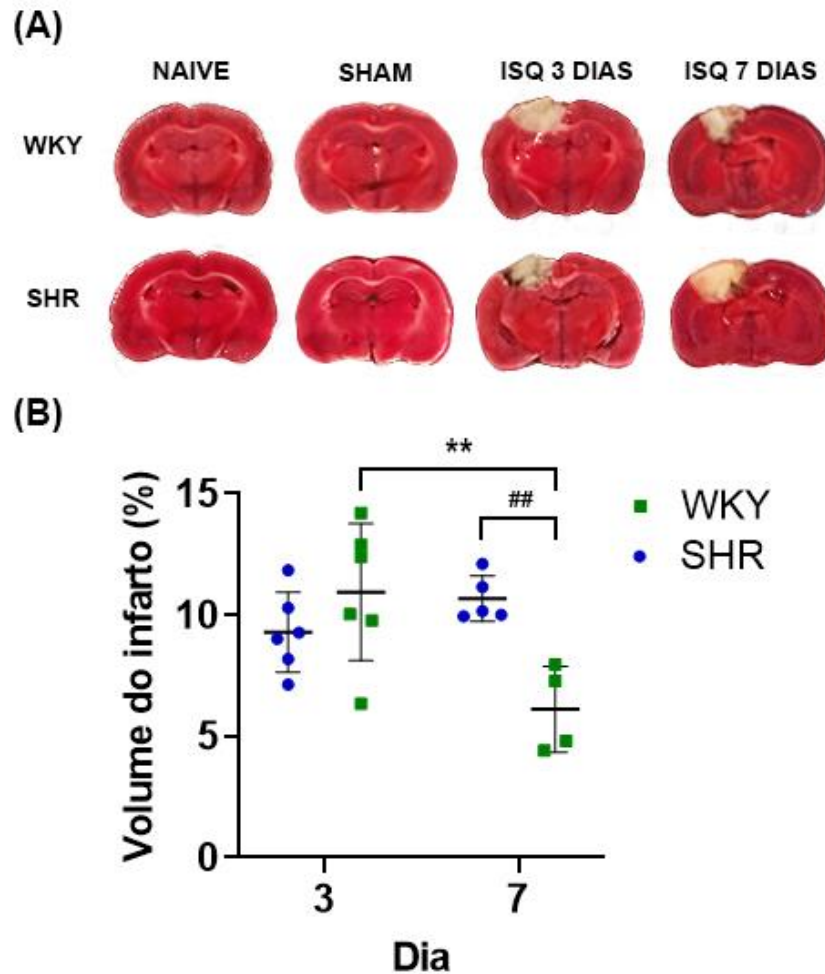 (A)
NAIVE SHAM ISQ 3 DIAS ISQ 7 DIAS
WKY
SHR
(B)
**
##
WKY
SHR
Volume do infarto (%)
15
10
5
0
3 7
Dia